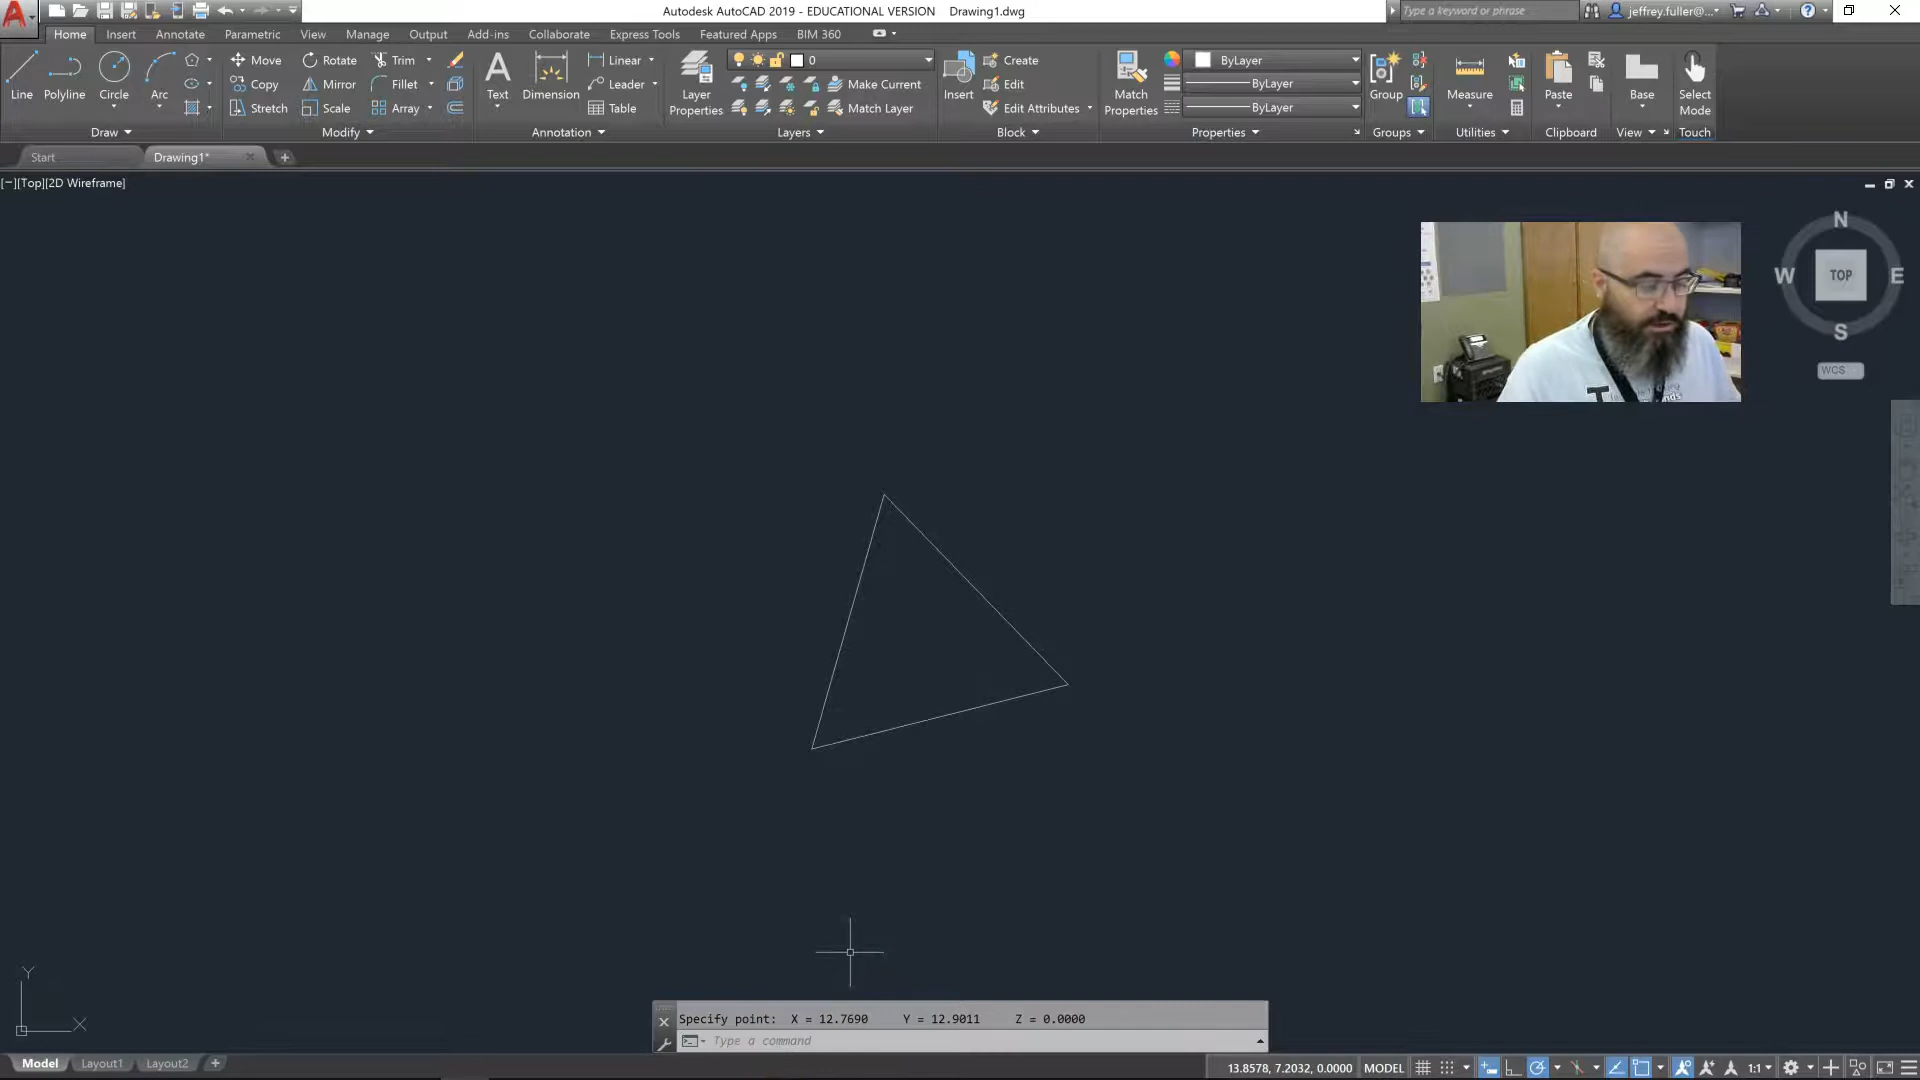 Autodesk AutoCAD 2019 - EDUCATIONAL VERSION Drawing1.dwg
Type a keyword or phrase
jeffrey.fuller@...
Home Insert Annotate Parametric View Manage Output Add-ins Collaborate Express Tools Featured Apps BIM 360
Line Polyline Circle Arc
Move Rotate Trim
Copy Mirror Fillet
Stretch Scale Array
Text Dimension
Linear
Leader
Table
Layer Properties
0
Make Current
Match Layer
Insert
Create
Edit
Edit Attributes
Match Properties
ByLayer
ByLayer
ByLayer
Group
Measure
Paste
Base
Select Mode
Draw Modify Annotation Layers Block Properties Groups Utilities Clipboard View Touch
Start Drawing1*
[−][Top][2D Wireframe]
N
W TOP E
S
WCS
Y
X
Specify point: X = 12.7690 Y = 12.9011 Z = 0.0000
Type a command
Model Layout1 Layout2
13.8578, 7.2032, 0.0000 MODEL 1:1